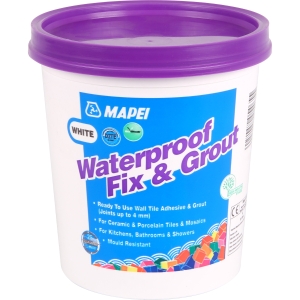 MAPEI
WHITE
Waterproof
Fix & Grout
• Ready To Use Wall Tile Adhesive & Grout
(Joints up to 4 mm)
• For Ceramic & Porcelain Tiles & Mosaics
• For Kitchens, Bathrooms & Showers
• Mould Resistant